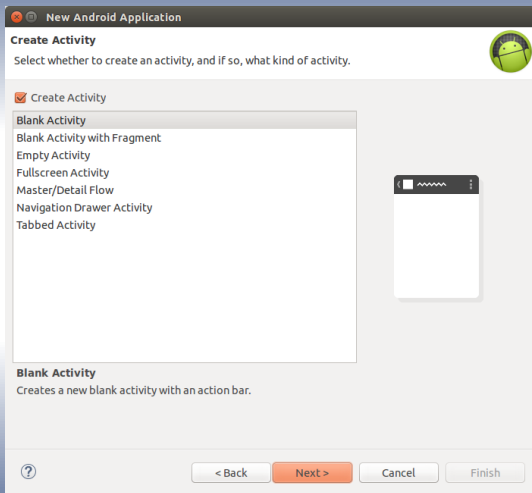 New Android Application
Create Activity
Select whether to create an activity, and if so, what kind of activity.
Create Activity
Blank Activity
Blank Activity with Fragment
Empty Activity
Fullscreen Activity
Master/Detail Flow
Navigation Drawer Activity
Tabbed Activity
Blank Activity
Creates a new blank activity with an action bar.
? < Back Next > Cancel Finish